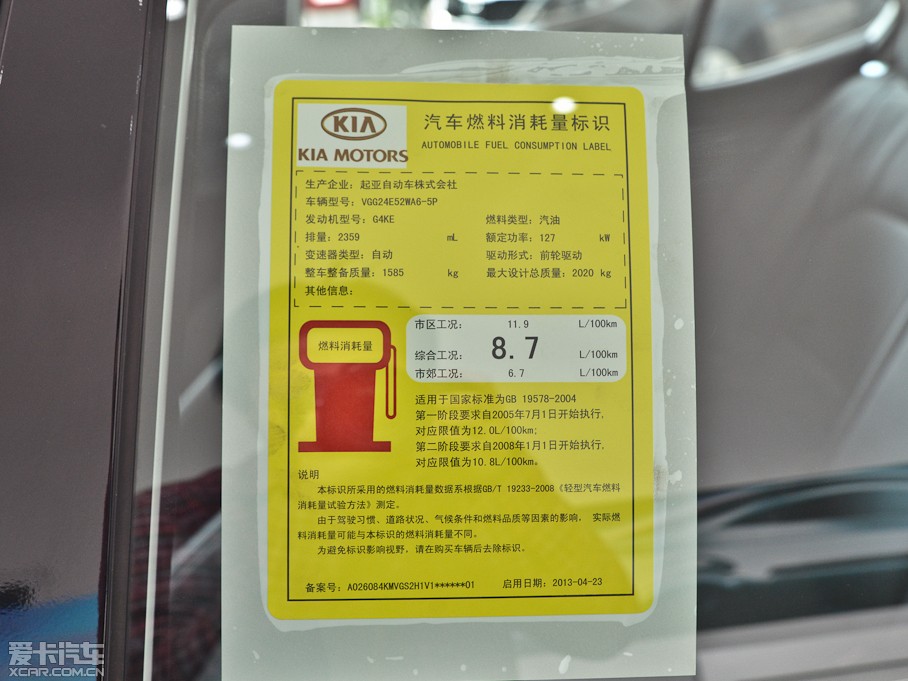 KIA
KIA MOTORS
汽车燃料消耗量标识
AUTOMOBILE FUEL CONSUMPTION LABEL
生产企业: 起亚自动车株式会社
车辆型号: VGG24E52WA6-5P
发动机型号: G4KE 燃料类型: 汽油
排量: 2359 mL 额定功率: 127 kW
变速器类型: 自动 驱动形式: 前轮驱动
整车整备质量: 1585 kg 最大设计总质量: 2020 kg
其他信息:
燃料消耗量
市区工况: 11.9 L/100km
综合工况: 8.7 L/100km
市郊工况: 6.7 L/100km
适用于国家标准为GB 19578-2004
第一阶段要求自2005年7月1日开始执行,
对应限值为12.0L/100km;
第二阶段要求自2008年1月1日开始执行,
对应限值为10.8L/100km。
说明
本标识所采用的燃料消耗量数据系根据GB/T 19233-2008《轻型汽车燃料
消耗量试验方法》测定。
由于驾驶习惯、道路状况、气候条件和燃料品质等因素的影响, 实际燃
料消耗量可能与本标识的燃料消耗量不同。
为避免标识影响视野, 请在购买车辆后去除标识。
备案号: A026084KMVGS2H1V1******01 启用日期: 2013-04-23
爱卡汽车
XCAR.COM.CN